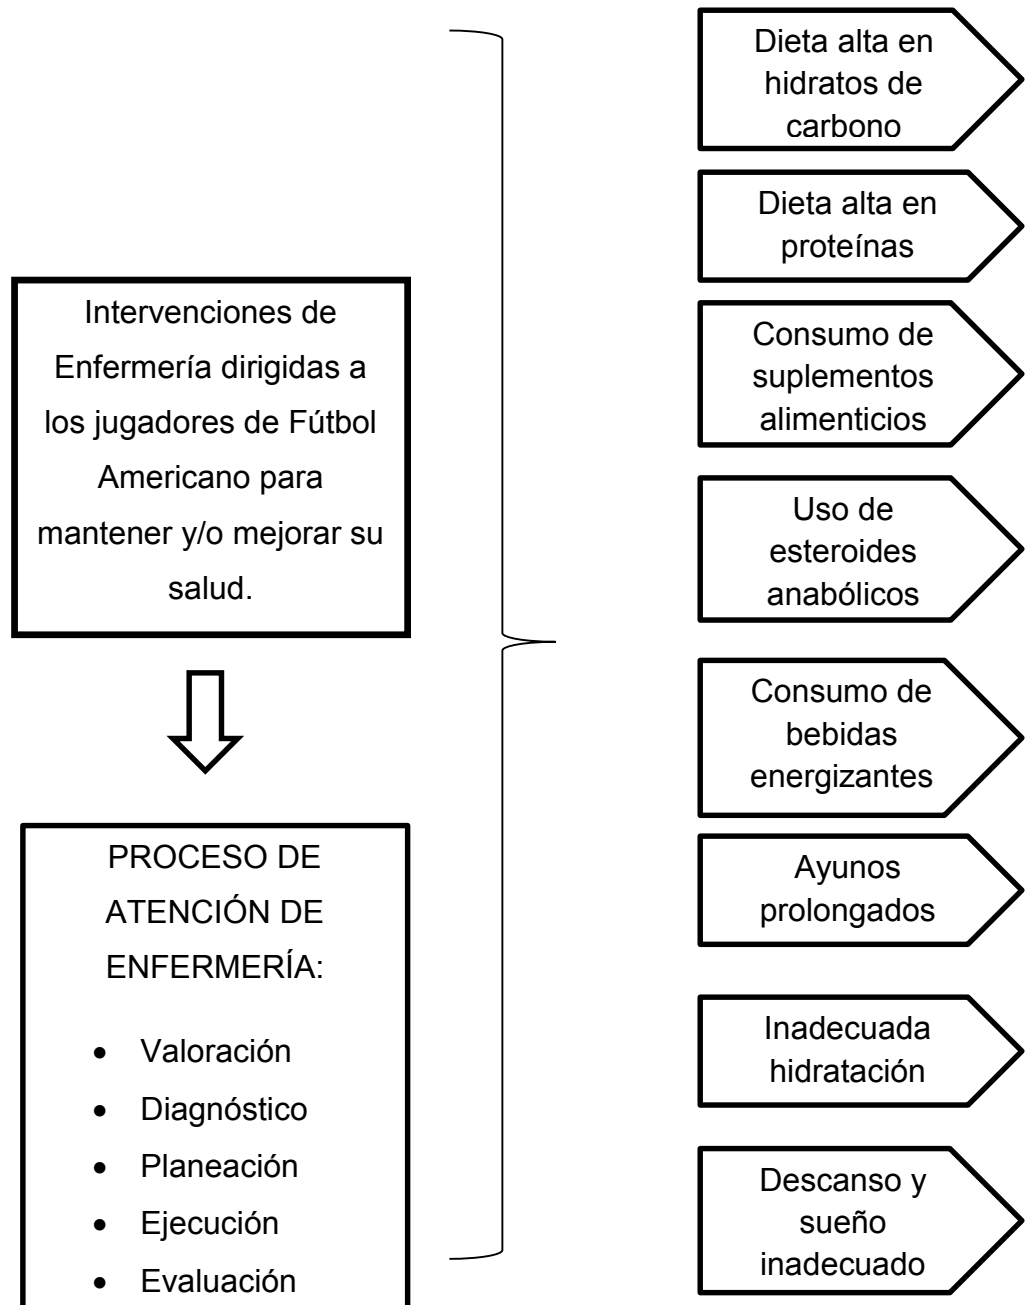 Intervenciones de
Enfermería dirigidas a
los jugadores de Fútbol
Americano para
mantener y/o mejorar su
salud.
PROCESO DE
ATENCIÓN DE
ENFERMERÍA:
• Valoración
• Diagnóstico
• Planeación
• Ejecución
• Evaluación
Dieta alta en
hidratos de
carbono
Dieta alta en
proteínas
Consumo de
suplementos
alimenticios
Uso de
esteroides
anabólicos
Consumo de
bebidas
energizantes
Ayunos
prolongados
Inadecuada
hidratación
Descanso y
sueño
inadecuado